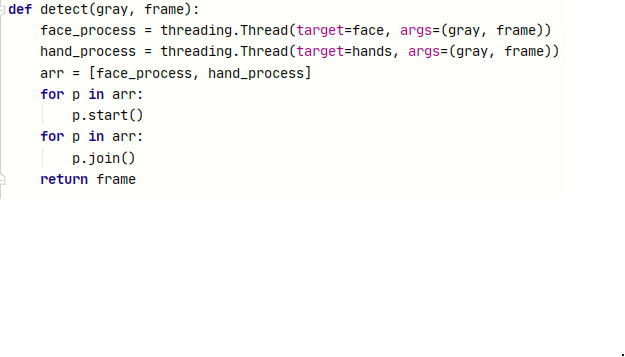 def detect(gray, frame):
    face_process = threading.Thread(target=face, args=(gray, frame))
    hand_process = threading.Thread(target=hands, args=(gray, frame))
    arr = [face_process, hand_process]
    for p in arr:
        p.start()
    for p in arr:
        p.join()
    return frame
.